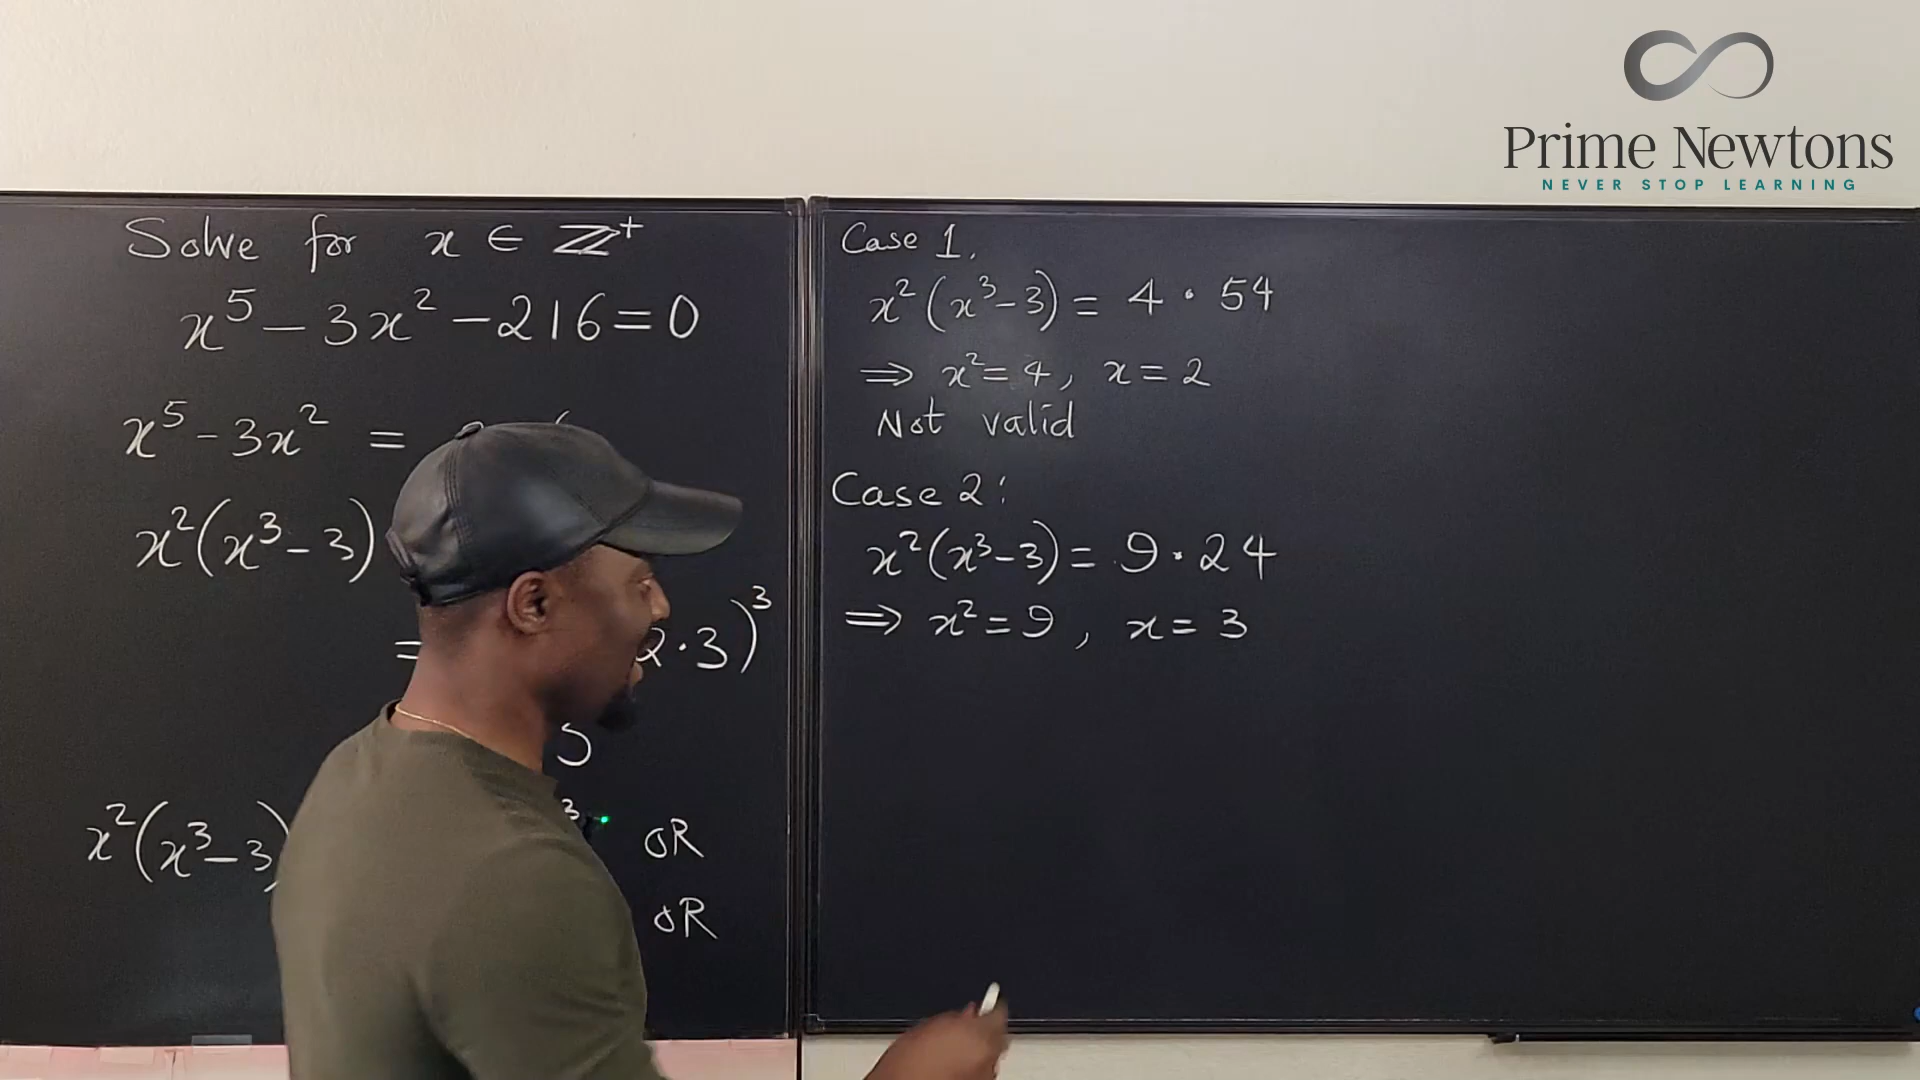 Prime Newtons
NEVER STOP LEARNING
Solve for x ∈ ℤ⁺
x⁵ − 3x² − 216 = 0
x⁵ − 3x² =
x²(x³ − 3)
= 2·3)³
x²(x³ − 3) ³ OR
OR
Case 1.
x²(x³ − 3) = 4 · 54
⇒ x² = 4, x = 2
Not valid
Case 2:
x²(x³ − 3) = 9 · 24
⇒ x² = 9, x = 3